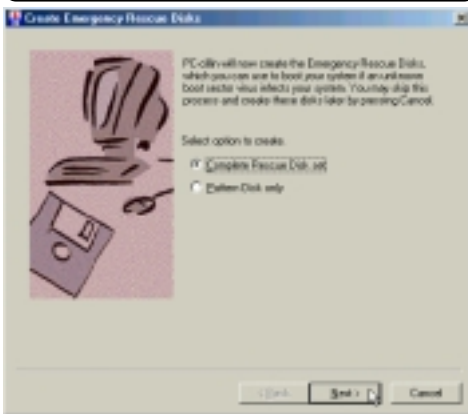 Create Emergency Rescue Disks
PC-cillin will now create the Emergency Rescue Disks,
which you can use to boot your system if an unknown
boot sector virus infects your system. You may skip this
process and create these disks later by pressing Cancel.
Select option to create.
Complete Rescue Disk set
Pattern Disk only
< Back
Next >
Cancel